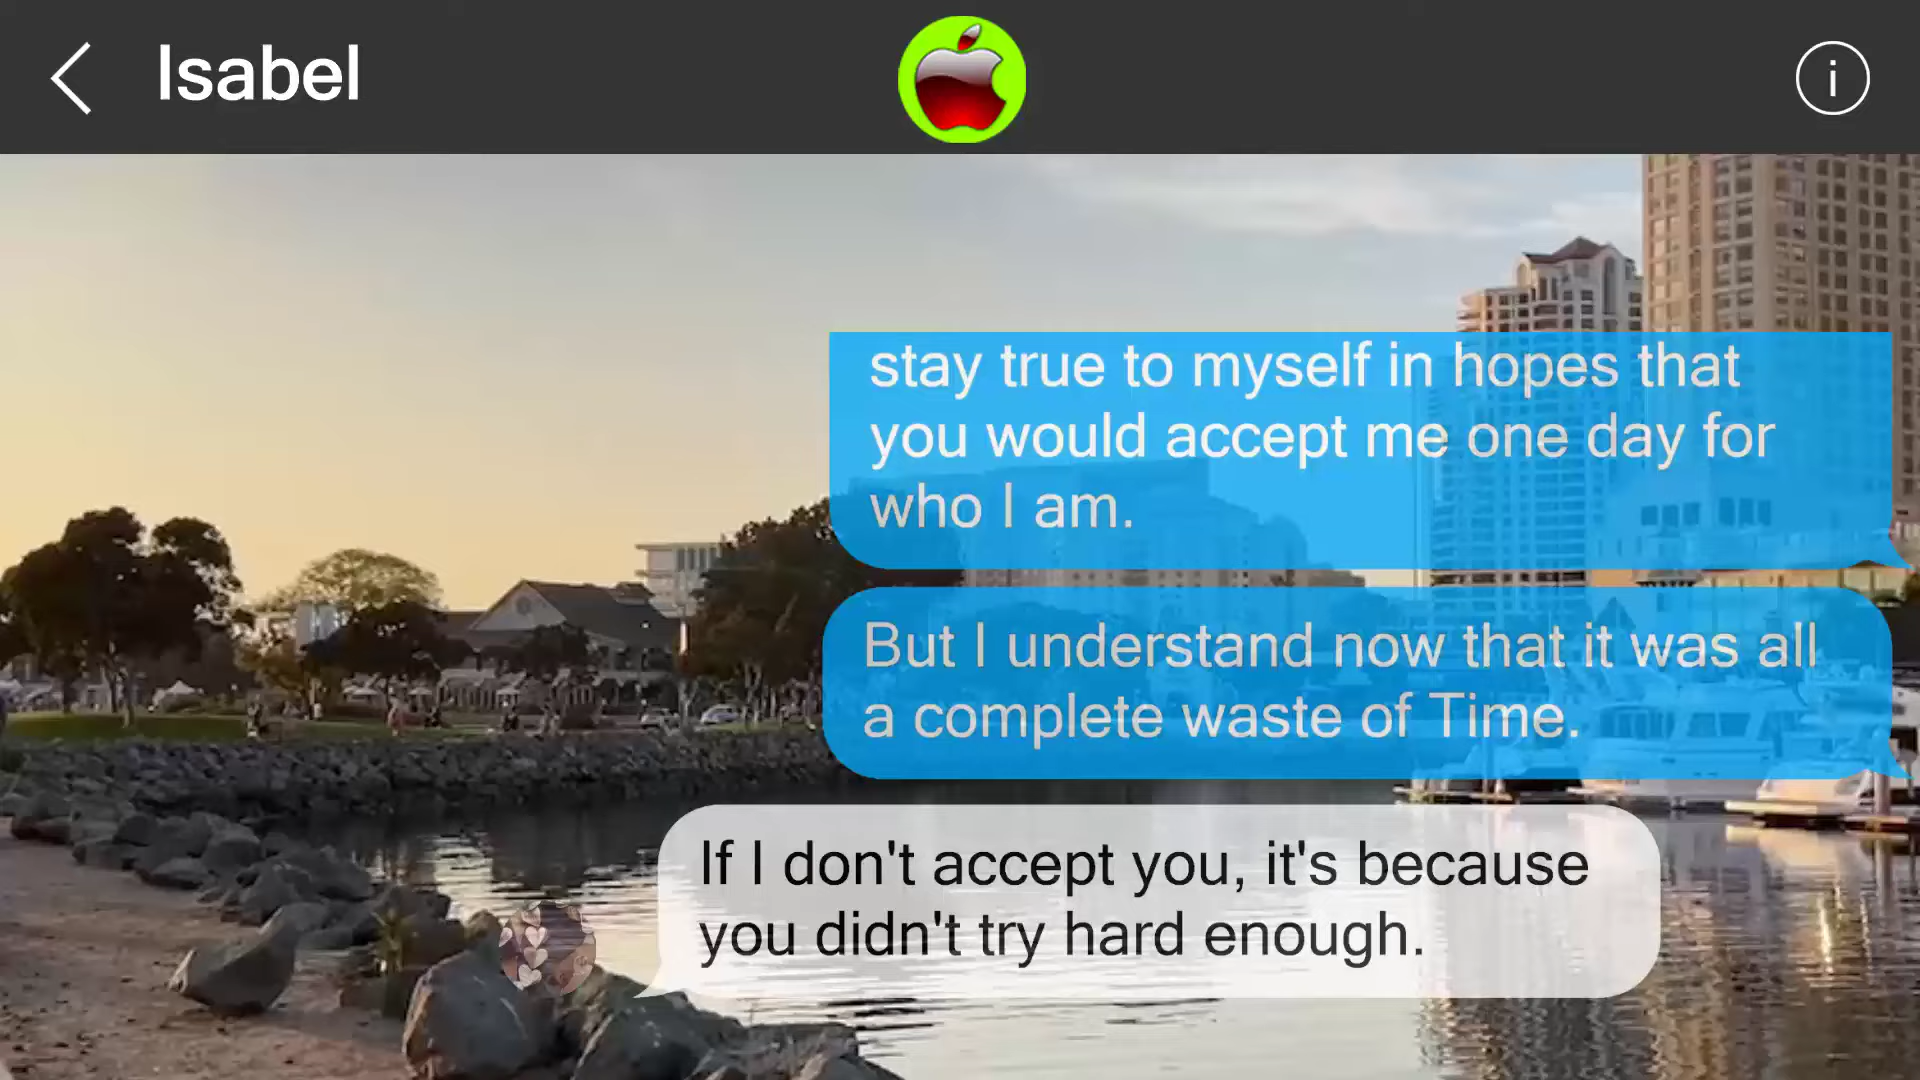 Isabel
i
stay true to myself in hopes that
you would accept me one day for
who I am.
But I understand now that it was all
a complete waste of Time.
If I don't accept you, it's because
you didn't try hard enough.